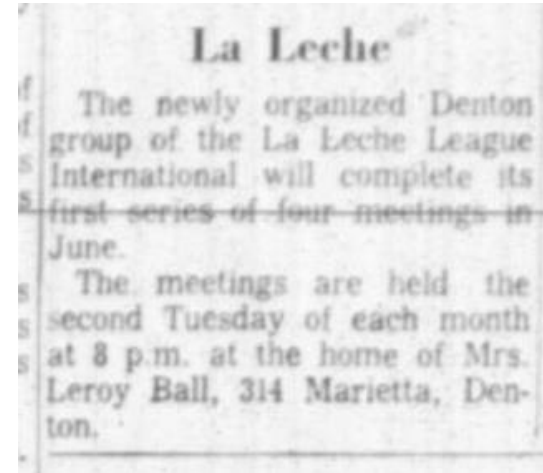 La Leche
The newly organized Denton
group of the La Leche League
International will complete its
first series of four meetings in
June.
The meetings are held the
second Tuesday of each month
at 8 p.m. at the home of Mrs.
Leroy Ball, 314 Marietta, Den-
ton.